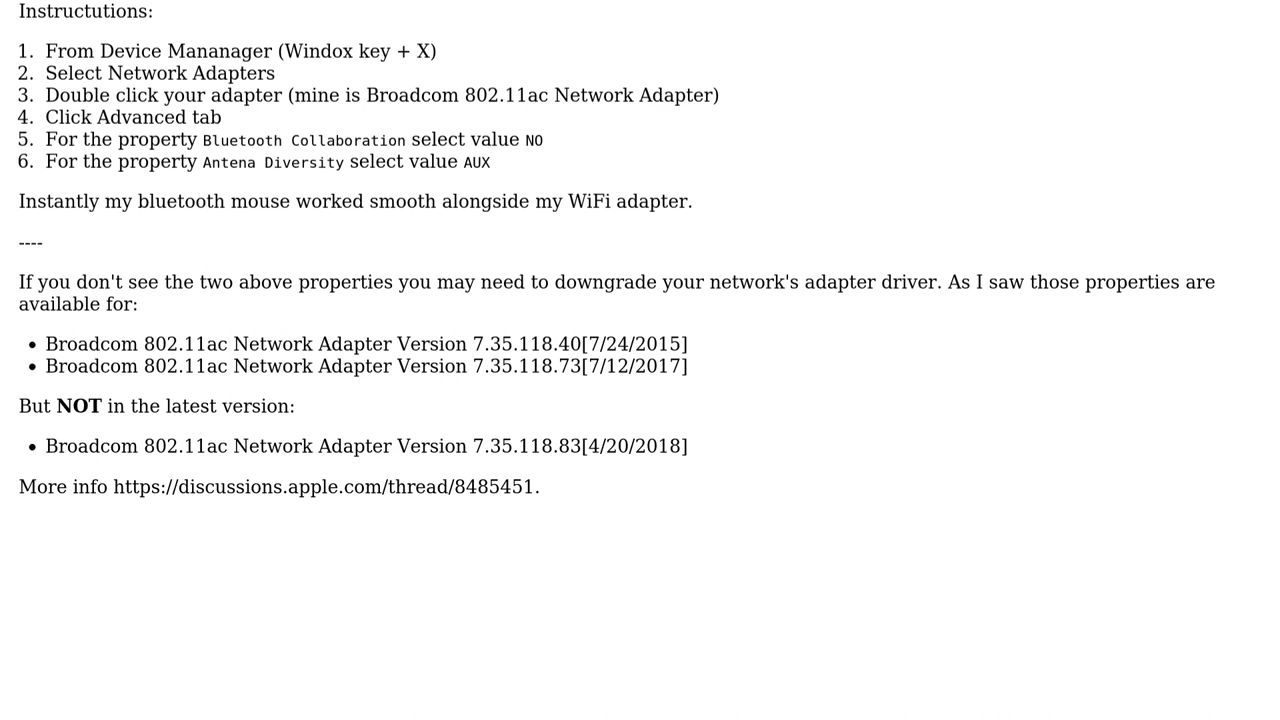 Instructutions:
1. From Device Mananager (Windox key + X)
2. Select Network Adapters
3. Double click your adapter (mine is Broadcom 802.11ac Network Adapter)
4. Click Advanced tab
5. For the property Bluetooth Collaboration select value NO
6. For the property Antena Diversity select value AUX
Instantly my bluetooth mouse worked smooth alongside my WiFi adapter.
----
If you don't see the two above properties you may need to downgrade your network's adapter driver. As I saw those properties are
available for:
• Broadcom 802.11ac Network Adapter Version 7.35.118.40[7/24/2015]
• Broadcom 802.11ac Network Adapter Version 7.35.118.73[7/12/2017]
But NOT in the latest version:
• Broadcom 802.11ac Network Adapter Version 7.35.118.83[4/20/2018]
More info https://discussions.apple.com/thread/8485451.